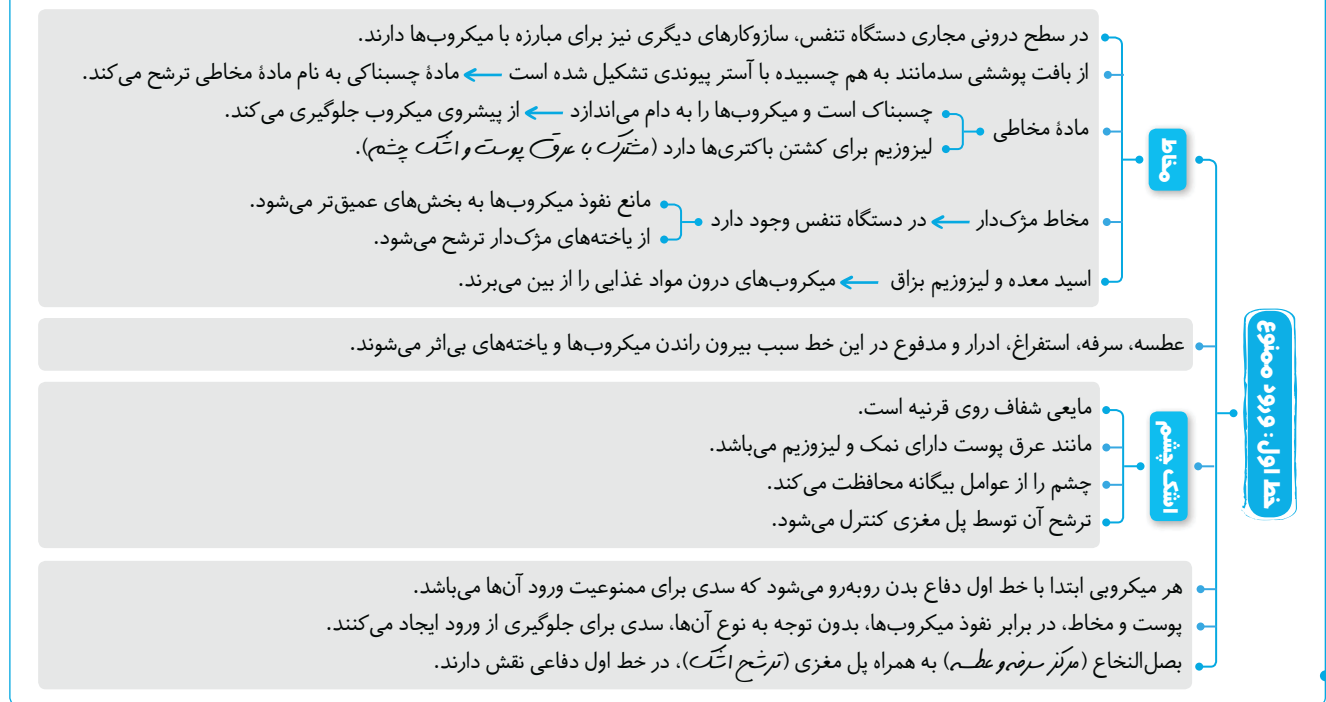 خط اول: ورود ممنوع
مخاط
در سطح درونی مجاری دستگاه تنفس، سازوکارهای دیگری نیز برای مبارزه با میکروب‌ها دارند.
از بافت پوششی سدمانند به هم چسبیده با آستر پیوندی تشکیل شده است ← مادهٔ چسبناکی به نام مادهٔ مخاطی ترشح می‌کند.
مادهٔ مخاطی
چسبناک است و میکروب‌ها را به دام می‌اندازد ← از پیشروی میکروب جلوگیری می‌کند.
لیزوزیم برای کشتن باکتری‌ها دارد (مشترک با عرق پوست و اشک چشم).
مخاط مژک‌دار ← در دستگاه تنفس وجود دارد
مانع نفوذ میکروب‌ها به بخش‌های عمیق‌تر می‌شود.
از یاخته‌های مژک‌دار ترشح می‌شود.
اسید معده و لیزوزیم بزاق ← میکروب‌های درون مواد غذایی را از بین می‌برند.
عطسه، سرفه، استفراغ، ادرار و مدفوع در این خط سبب بیرون راندن میکروب‌ها و یاخته‌های بی‌اثر می‌شوند.
اشک چشم
مایعی شفاف روی قرنیه است.
مانند عرق پوست دارای نمک و لیزوزیم می‌باشد.
چشم را از عوامل بیگانه محافظت می‌کند.
ترشح آن توسط پل مغزی کنترل می‌شود.
هر میکروبی ابتدا با خط اول دفاع بدن روبه‌رو می‌شود که سدی برای ممنوعیت ورود آن‌ها می‌باشد.
پوست و مخاط، در برابر نفوذ میکروب‌ها، بدون توجه به نوع آن‌ها، سدی برای جلوگیری از ورود ایجاد می‌کنند.
بصل‌النخاع (مرکز سرفه و عطسه) به همراه پل مغزی (ترشح اشک)، در خط اول دفاعی نقش دارند.